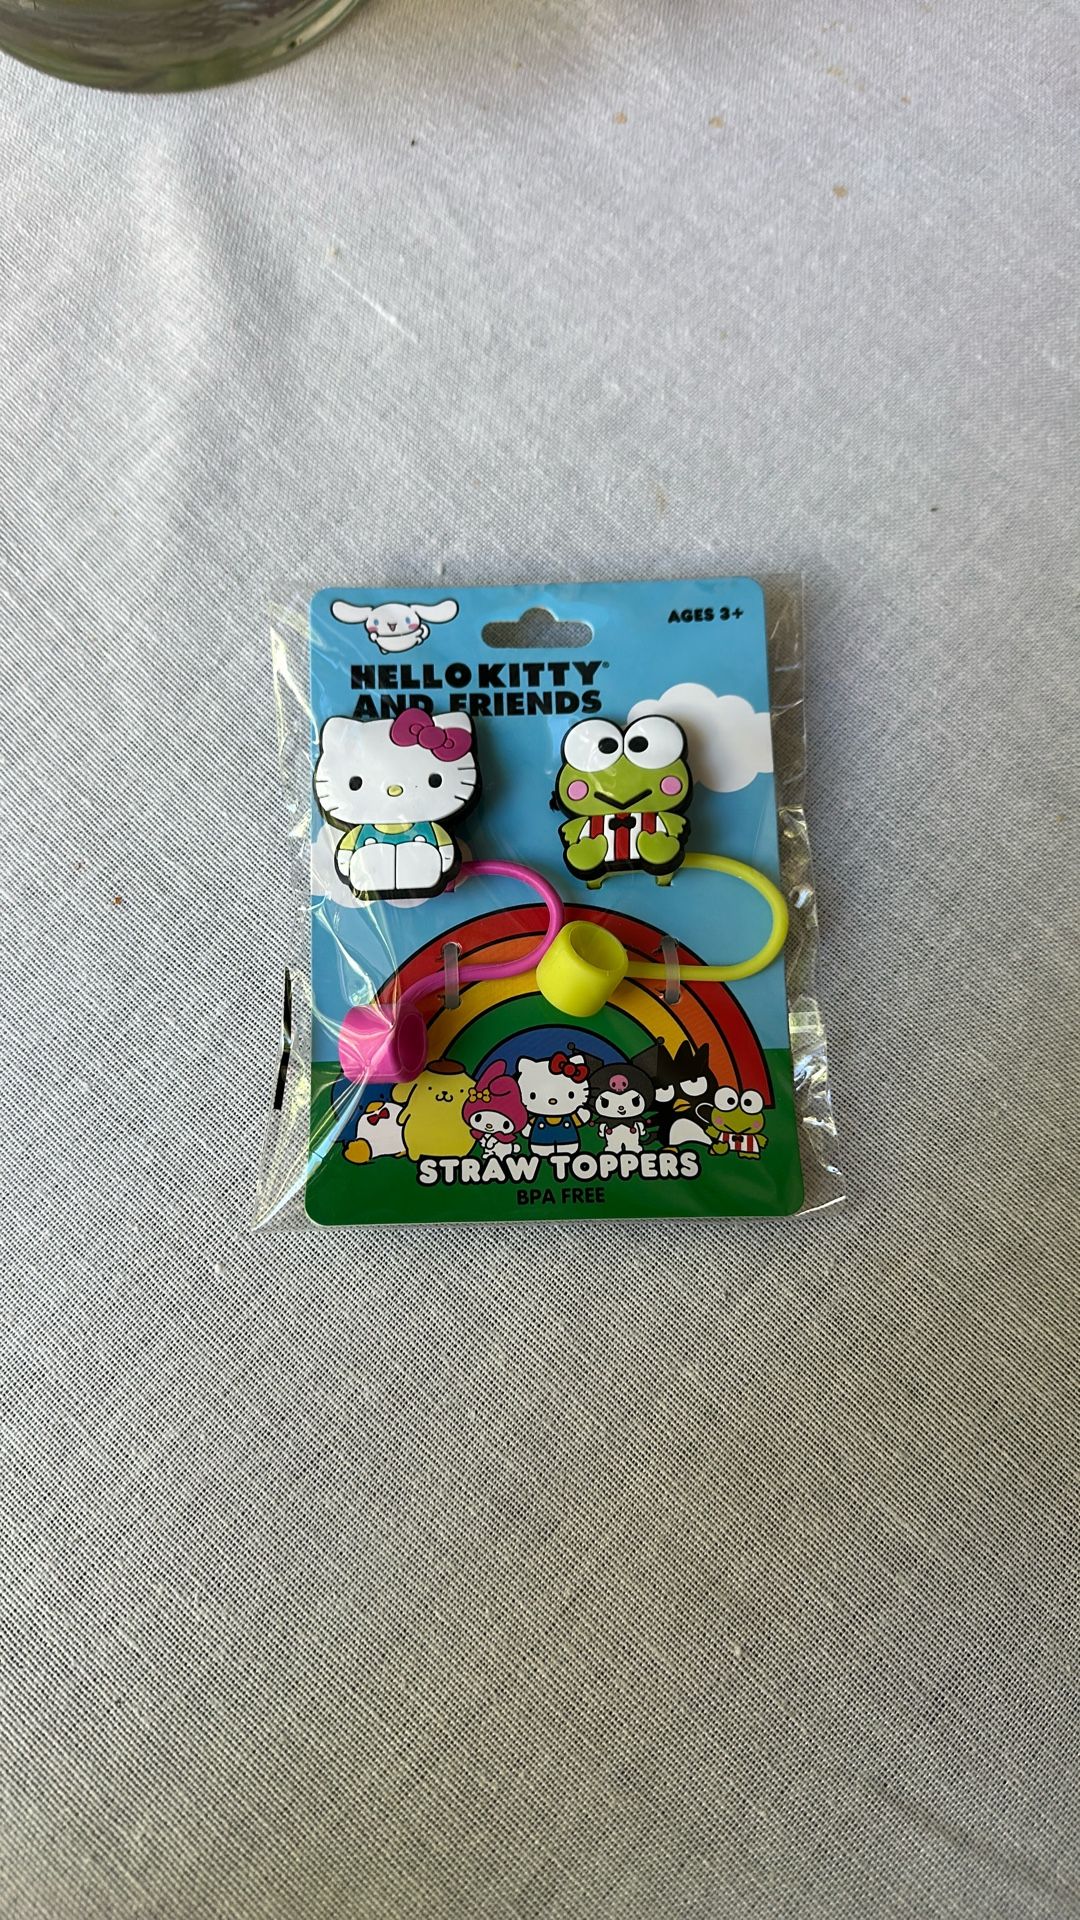 AGES 3+
HELLO KITTY®
AND FRIENDS
STRAW TOPPERS
BPA FREE